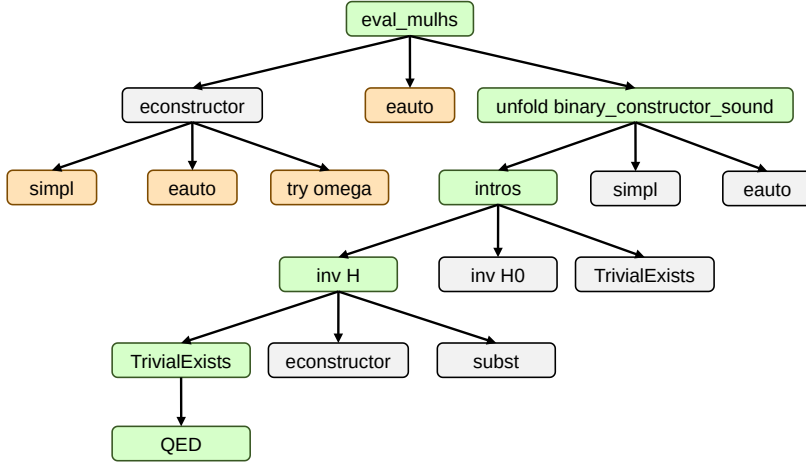 eval_mulhs
econstructor
eauto
unfold binary_constructor_sound
simpl
eauto
try omega
intros
simpl
eauto
inv H
inv H0
TrivialExists
TrivialExists
econstructor
subst
QED